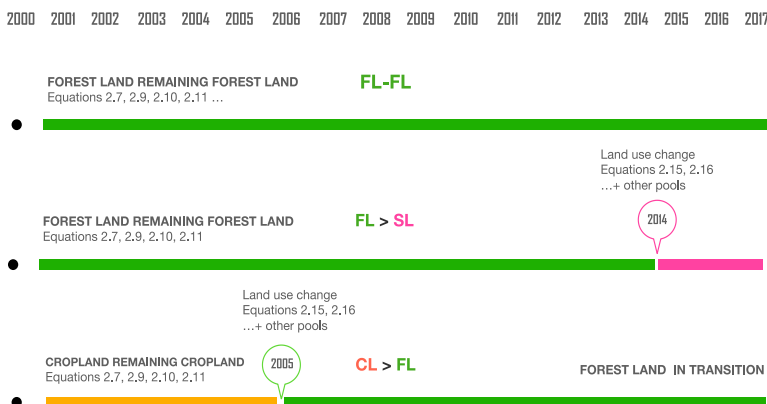 2000 2001 2002 2003 2004 2005 2006 2007 2008 2009 2010 2011 2012 2013 2014 2015 2016 2017
FOREST LAND REMAINING FOREST LAND FL-FL
Equations 2.7, 2.9, 2.10, 2.11 ...
Land use change
Equations 2.15, 2.16
...+ other pools
FOREST LAND REMAINING FOREST LAND FL > SL 2014
Equations 2.7, 2.9, 2.10, 2.11
Land use change
Equations 2.15, 2.16
...+ other pools
CROPLAND REMAINING CROPLAND 2005 CL > FL FOREST LAND IN TRANSITION
Equations 2.7, 2.9, 2.10, 2.11